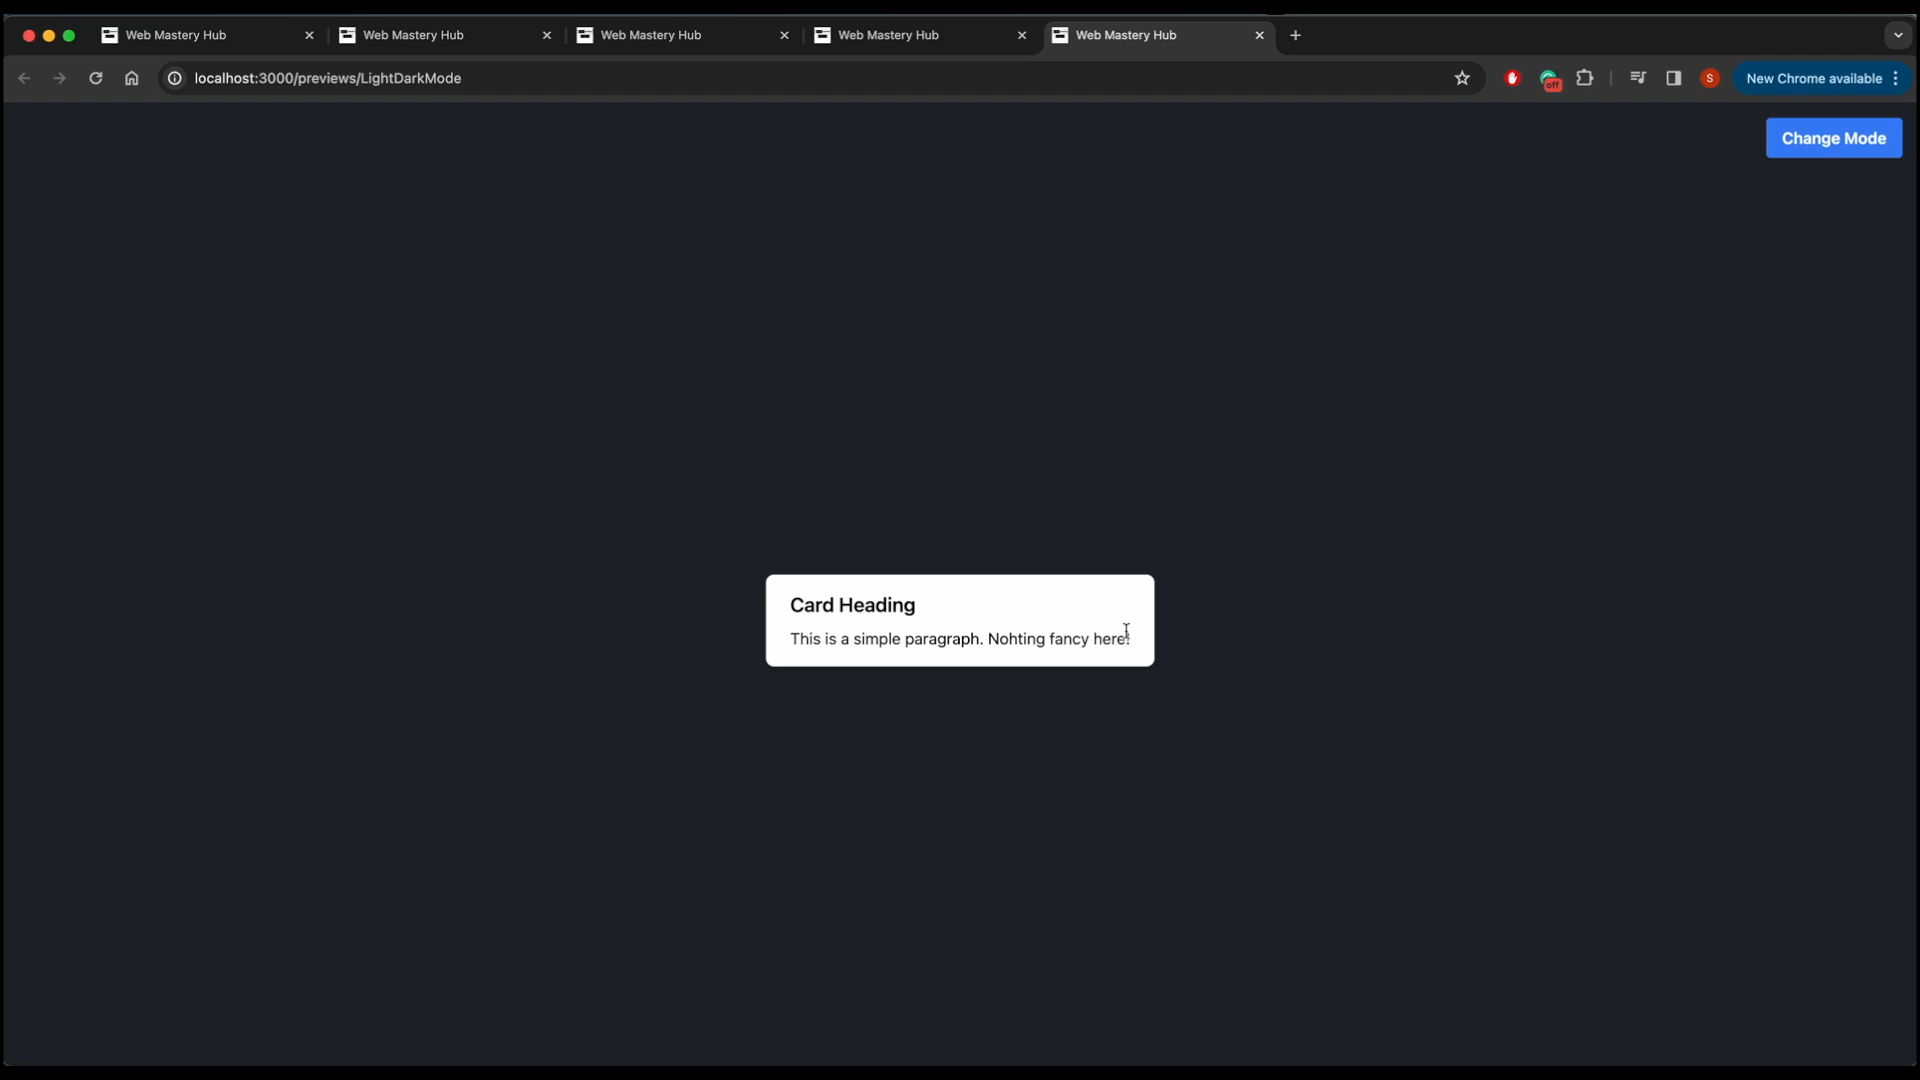 Web Mastery Hub
Web Mastery Hub
Web Mastery Hub
Web Mastery Hub
Web Mastery Hub
localhost:3000/previews/LightDarkMode
off
S
New Chrome available
Change Mode
Card Heading
This is a simple paragraph. Nohting fancy here!